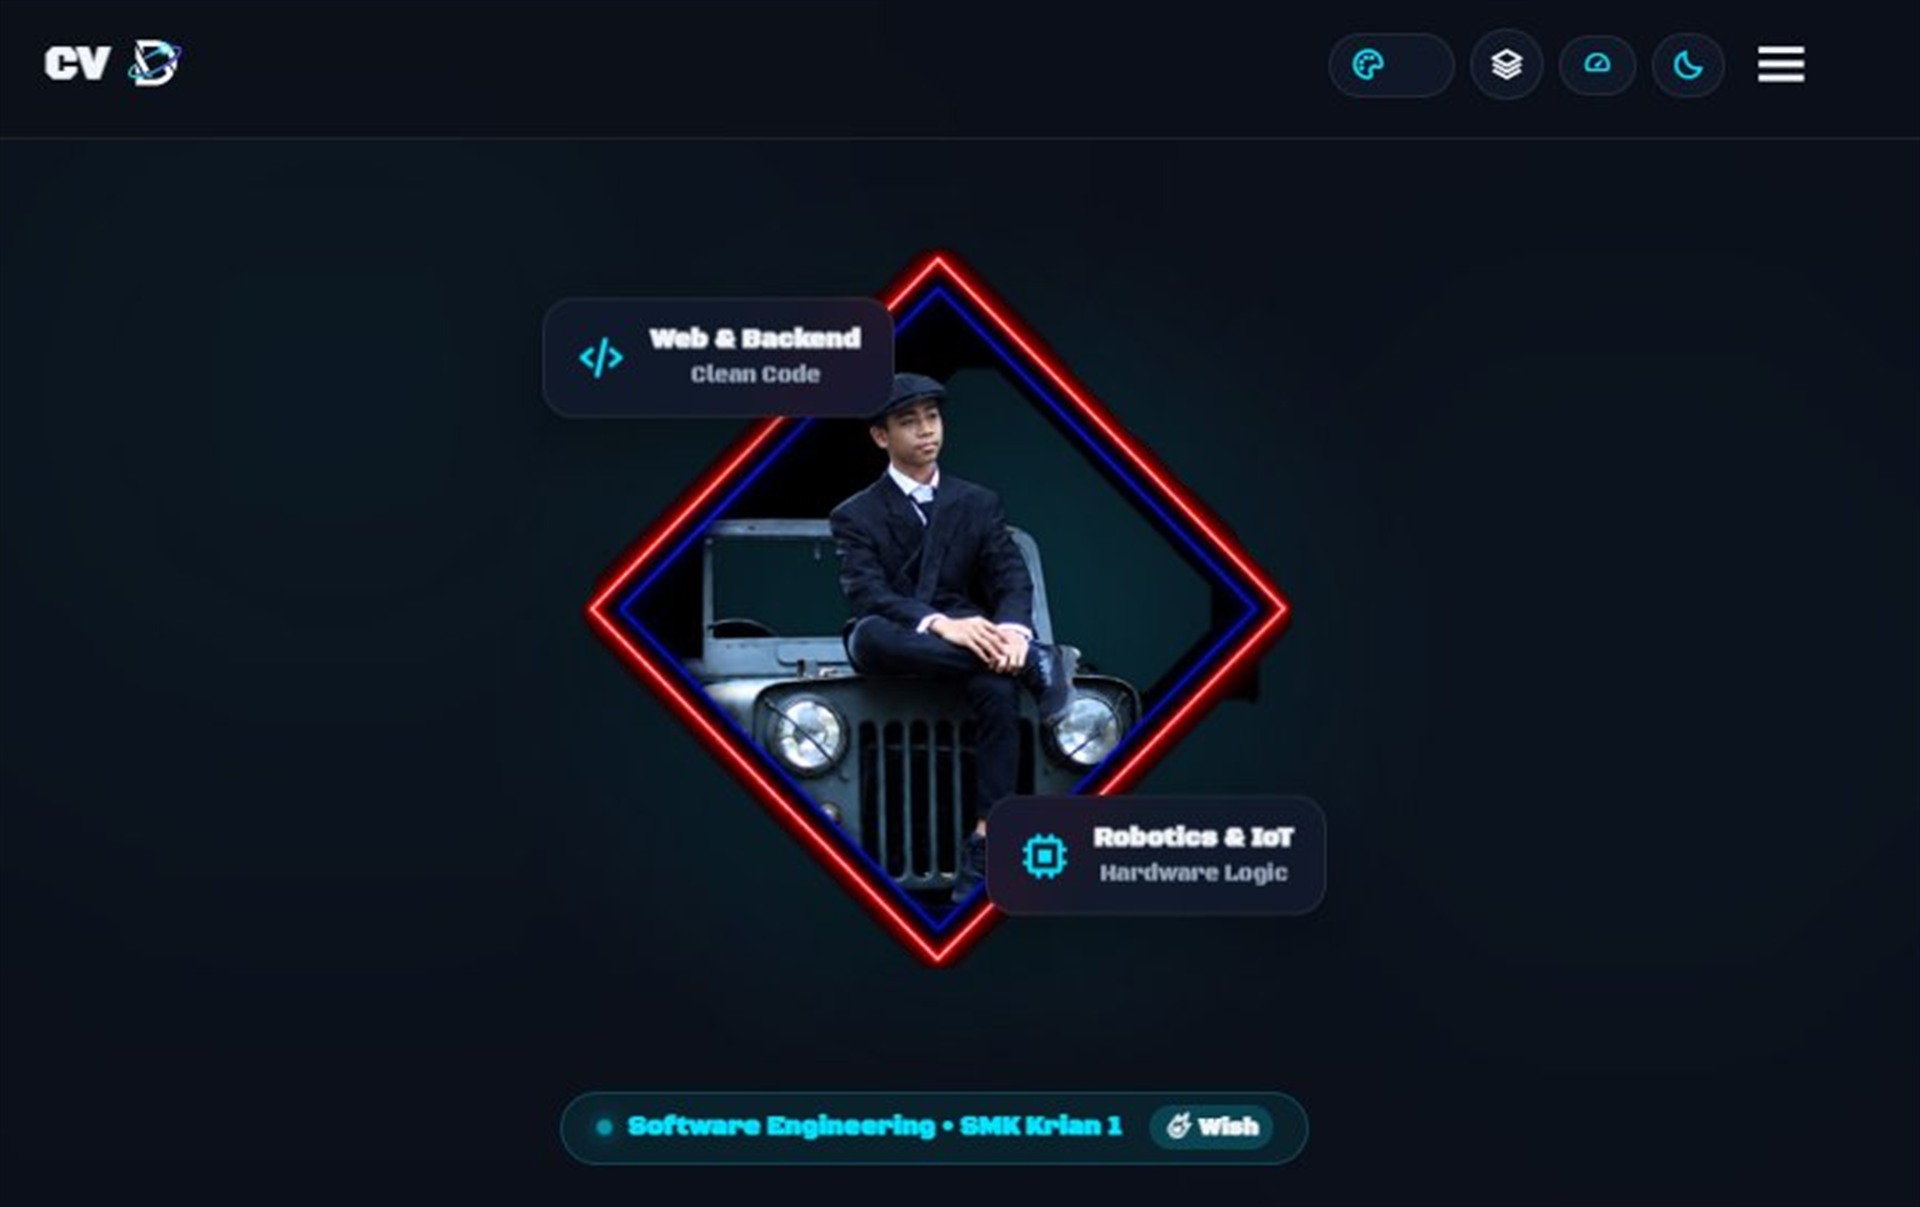 CV D
Web & Backend
Clean Code
Robotics & IoT
Hardware Logic
Software Engineering • SMK Krian 1
Wish